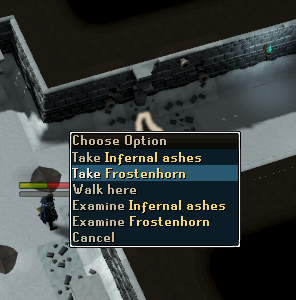 Choose Option
Take Infernal ashes
Take Frostenhorn
Walk here
Examine Infernal ashes
Examine Frostenhorn
Cancel